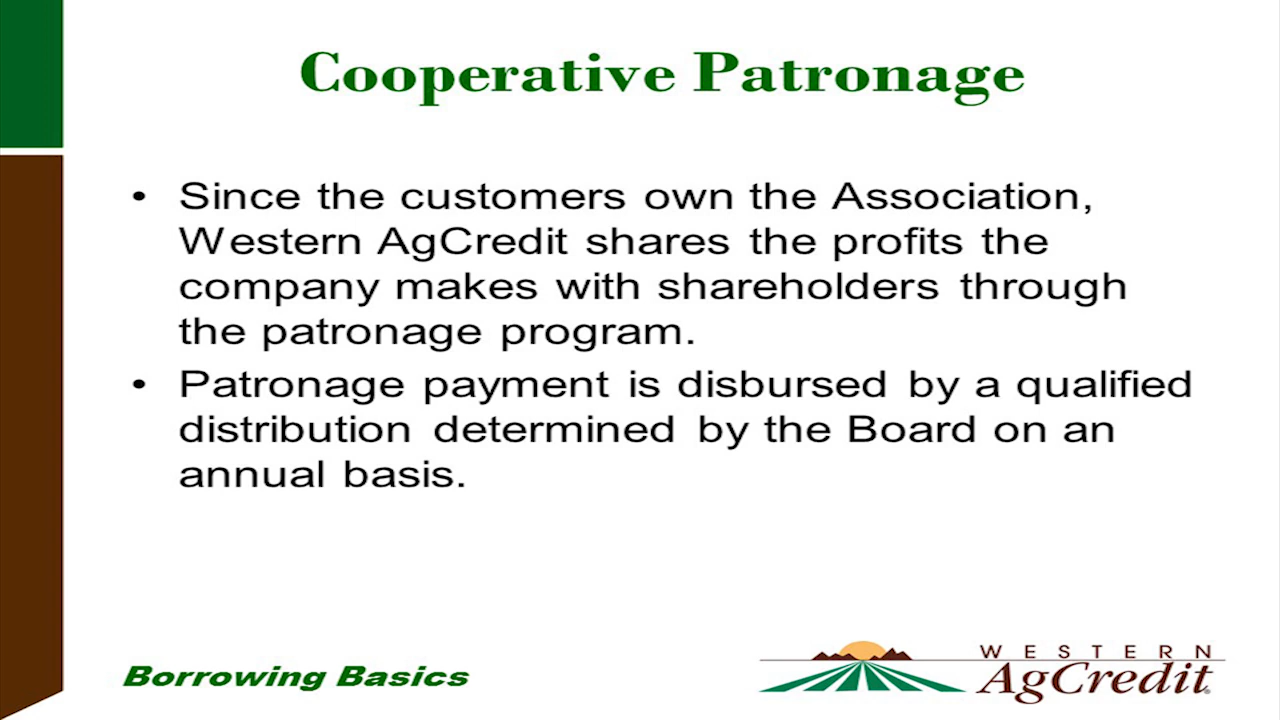 Cooperative Patronage
• Since the customers own the Association,
Western AgCredit shares the profits the
company makes with shareholders through
the patronage program.
• Patronage payment is disbursed by a qualified
distribution determined by the Board on an
annual basis.
Borrowing Basics
WESTERN
AgCredit®